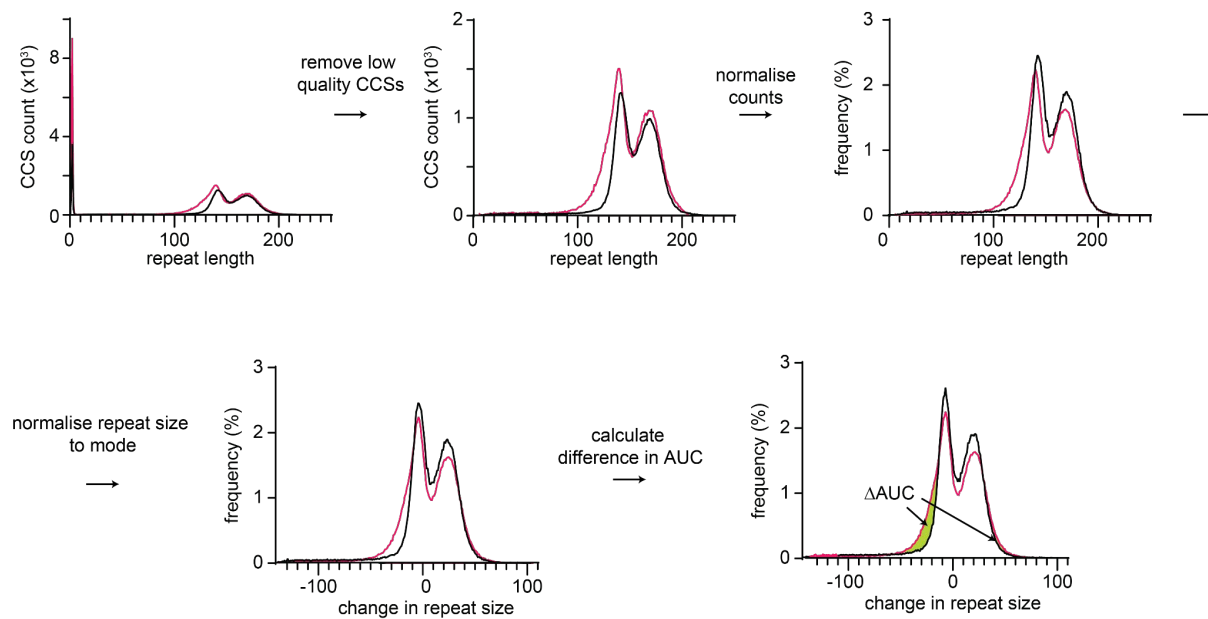 8
4
0
CCS count (x10³)
0
100
200
repeat length
remove low
quality CCSs
2
1
0
CCS count (x10³)
0
100
200
repeat length
normalise
counts
3
2
1
0
frequency (%)
0
100
200
repeat length
normalise repeat size
to mode
3
2
1
0
frequency (%)
-100
0
100
change in repeat size
calculate
difference in AUC
3
2
1
0
frequency (%)
ΔAUC
-100
0
100
change in repeat size